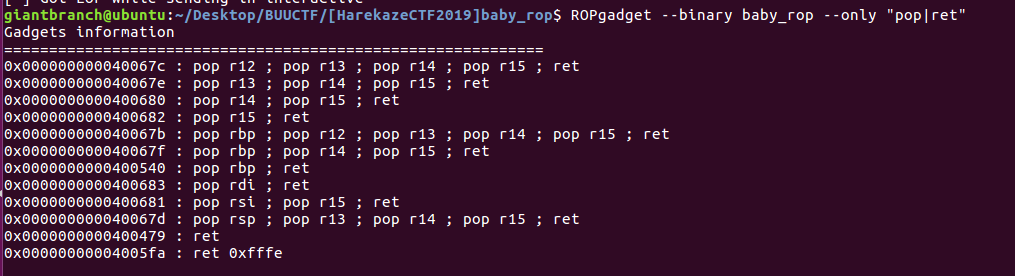 giantbranch@ubuntu:~/Desktop/BUUCTF/[HarekazeCTF2019]baby_rop$ ROPgadget --binary baby_rop --only "pop|ret"
Gadgets information
============================================================
0x000000000040067c : pop r12 ; pop r13 ; pop r14 ; pop r15 ; ret
0x000000000040067e : pop r13 ; pop r14 ; pop r15 ; ret
0x0000000000400680 : pop r14 ; pop r15 ; ret
0x0000000000400682 : pop r15 ; ret
0x000000000040067b : pop rbp ; pop r12 ; pop r13 ; pop r14 ; pop r15 ; ret
0x000000000040067f : pop rbp ; pop r14 ; pop r15 ; ret
0x0000000000400540 : pop rbp ; ret
0x0000000000400683 : pop rdi ; ret
0x0000000000400681 : pop rsi ; pop r15 ; ret
0x000000000040067d : pop rsp ; pop r13 ; pop r14 ; pop r15 ; ret
0x0000000000400479 : ret
0x00000000004005fa : ret 0xfffe